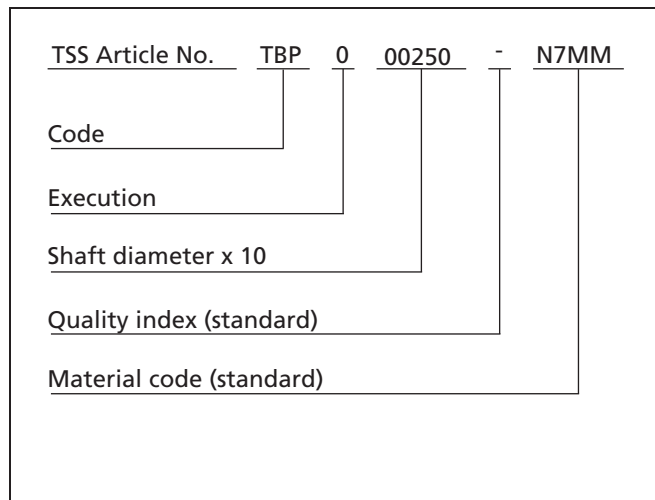 TSS Article No. TBP 0 00250 - N7MM
Code
Execution
Shaft diameter x 10
Quality index (standard)
Material code (standard)